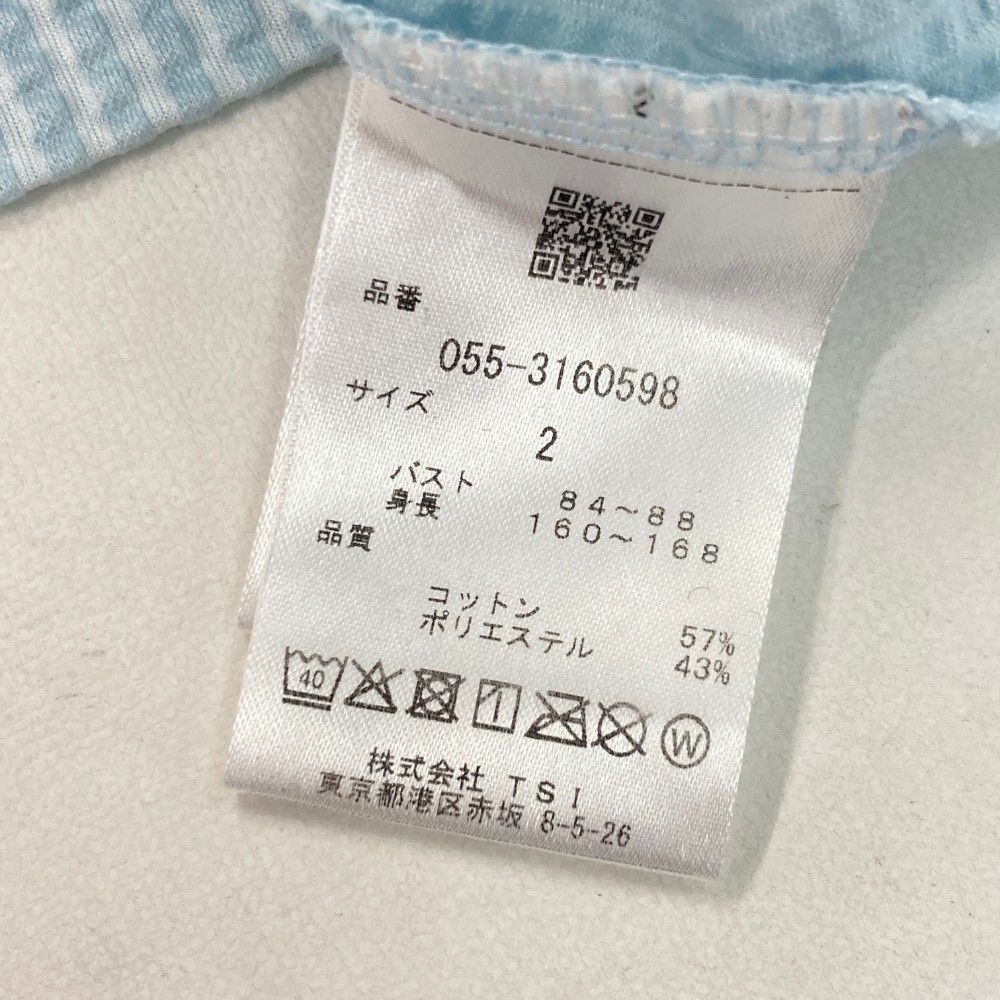 2
品番
055-3160598
サイズ
2
バスト 84～88
身長 160～168
品質
コットン 57%
ポリエステル 43%
40 W
株式会社 TSI
東京都港区赤坂 8-5-26